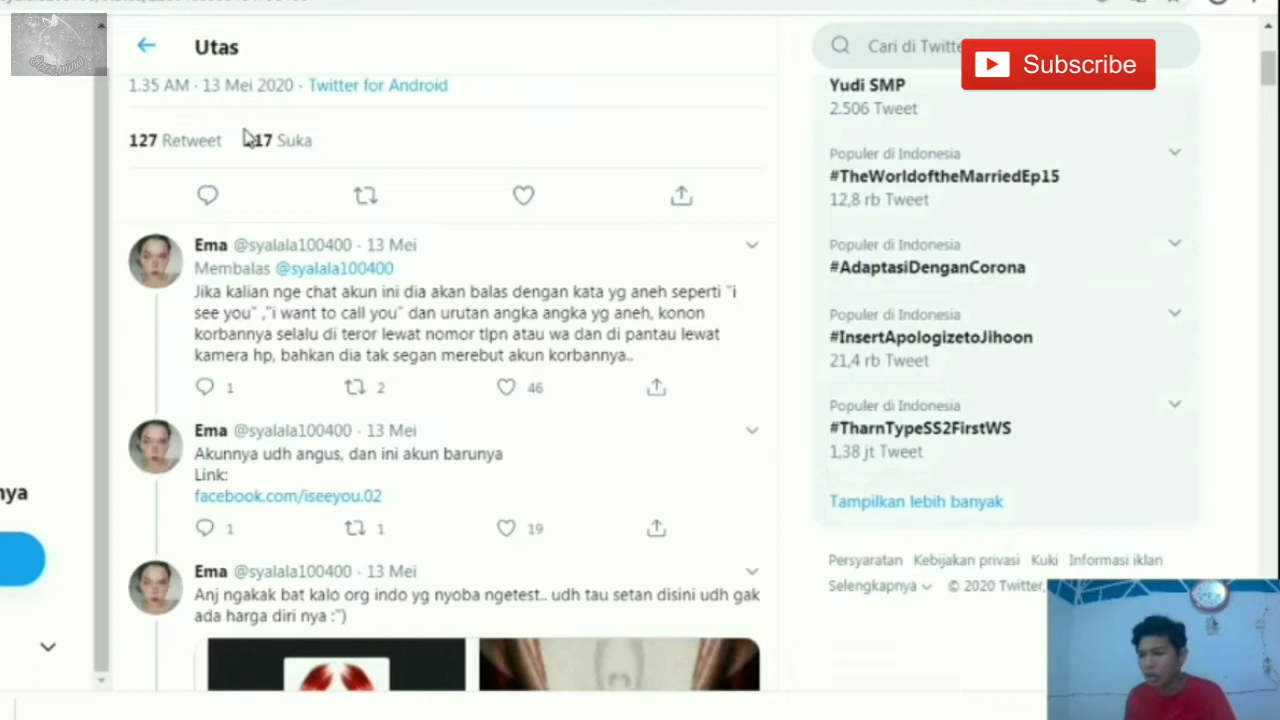 Utas
Cari di Twitte
Subscribe
1.35 AM · 13 Mei 2020 · Twitter for Android
127 Retweet 17 Suka
Ema @syalala100400 · 13 Mei
Membalas @syalala100400
Jika kalian nge chat akun ini dia akan balas dengan kata yg aneh seperti "i
see you" ,"i want to call you" dan urutan angka angka yg aneh, konon
korbannya selalu di teror lewat nomor tlpn atau wa dan di pantau lewat
kamera hp, bahkan dia tak segan merebut akun korbannya..
1 2 46
Ema @syalala100400 · 13 Mei
Akunnya udh angus, dan ini akun barunya
Link:
facebook.com/iseeyou.02
1 1 19
Ema @syalala100400 · 13 Mei
Anj ngakak bat kalo org indo yg nyoba ngetest.. udh tau setan disini udh gak
ada harga diri nya :")
nya
Yudi SMP
2.506 Tweet
Populer di Indonesia
#TheWorldoftheMarriedEp15
12,8 rb Tweet
Populer di Indonesia
#AdaptasiDenganCorona
Populer di Indonesia
#InsertApologizetoJihoon
21,4 rb Tweet
Populer di Indonesia
#TharnTypeSS2FirstWS
1,38 jt Tweet
Tampilkan lebih banyak
Persyaratan Kebijakan privasi Kuki Informasi iklan
Selengkapnya © 2020 Twitter,